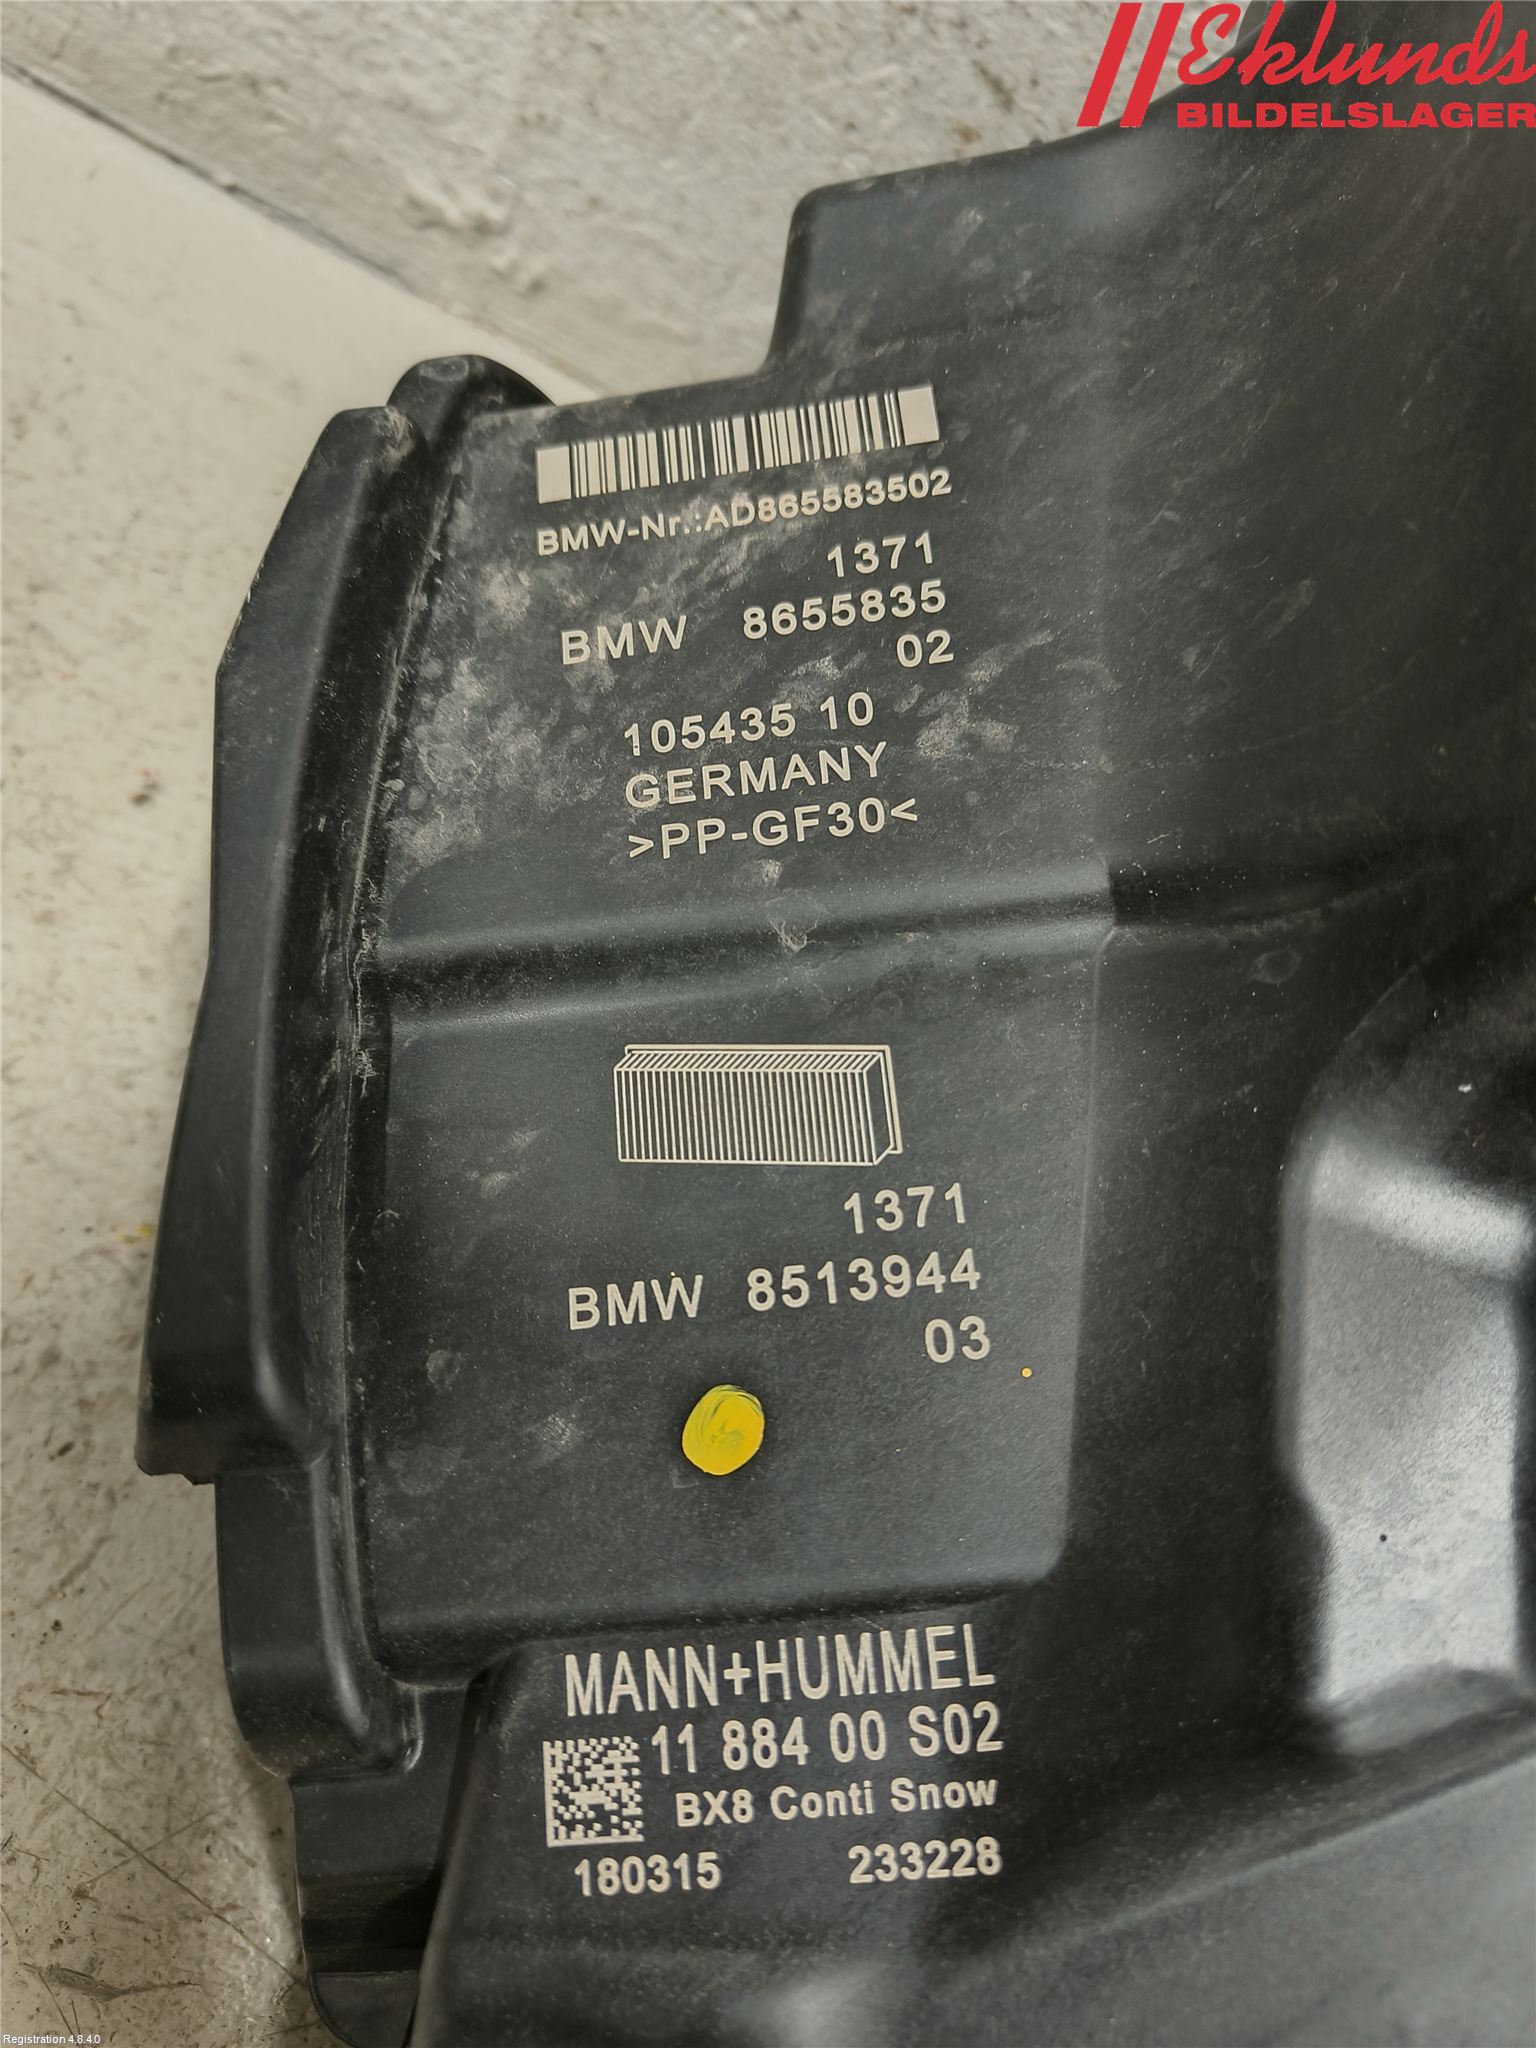 Eklunds
BILDELSLAGER
BMW-Nr.:AD865583502
1371
BMW 8655835
02
105435 10
GERMANY
>PP-GF30<
1371
BMW 8513944
03
MANN+HUMMEL
11 884 00 S02
BX8 Conti Snow
180315 233228
Registration 4.8.4.0